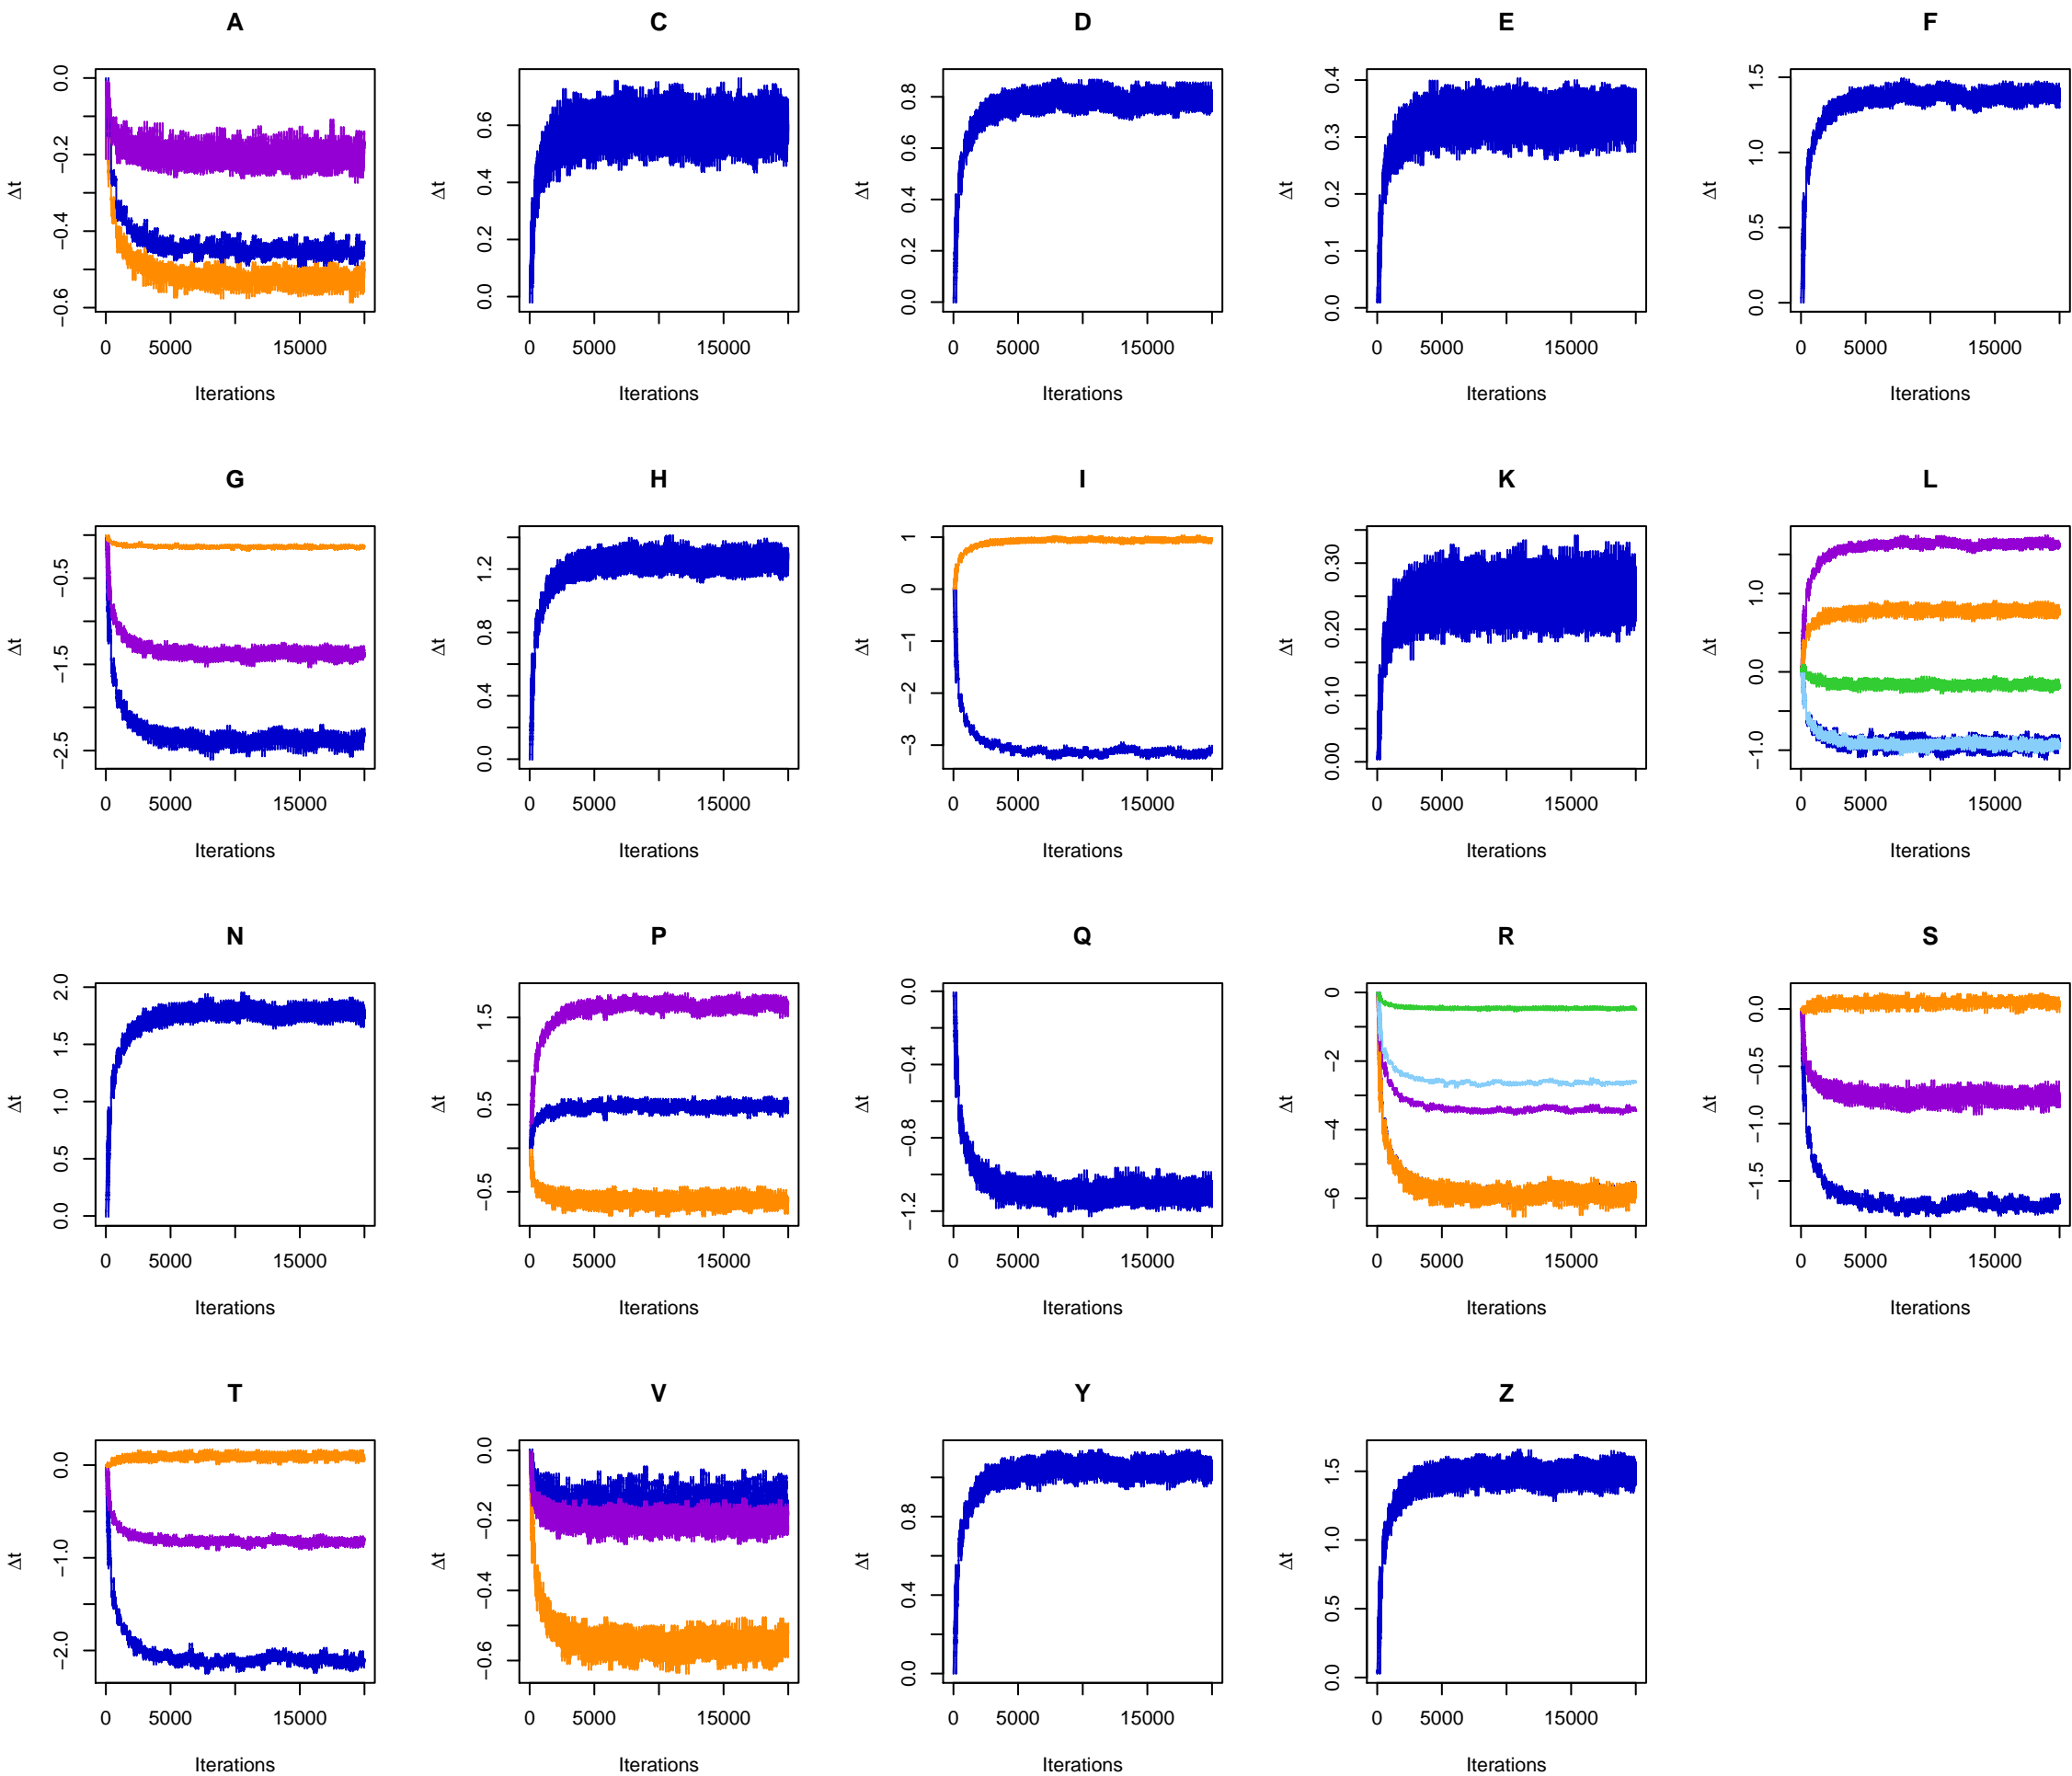 A C D E F
Δt 0.0 −0.2 −0.4 −0.6 0 5000 15000 Iterations
Δt 0.6 0.4 0.2 0.0 0 5000 15000 Iterations
Δt 0.8 0.6 0.4 0.2 0.0 0 5000 15000 Iterations
Δt 0.4 0.3 0.2 0.1 0.0 0 5000 15000 Iterations
Δt 1.5 1.0 0.5 0.0 0 5000 15000 Iterations
G H I K L
Δt −0.5 −1.5 −2.5 0 5000 15000 Iterations
Δt 1.2 0.8 0.4 0.0 0 5000 15000 Iterations
Δt 1 0 −1 −2 −3 0 5000 15000 Iterations
Δt 0.30 0.20 0.10 0.00 0 5000 15000 Iterations
Δt 1.0 0.0 −1.0 0 5000 15000 Iterations
N P Q R S
Δt 2.0 1.5 1.0 0.5 0.0 0 5000 15000 Iterations
Δt 1.5 0.5 −0.5 0 5000 15000 Iterations
Δt 0.0 −0.4 −0.8 −1.2 0 5000 15000 Iterations
Δt 0 −2 −4 −6 0 5000 15000 Iterations
Δt 0.0 −0.5 −1.0 −1.5 0 5000 15000 Iterations
T V Y Z
Δt 0.0 −1.0 −2.0 0 5000 15000 Iterations
Δt 0.0 −0.2 −0.4 −0.6 0 5000 15000 Iterations
Δt 0.8 0.4 0.0 0 5000 15000 Iterations
Δt 1.5 1.0 0.5 0.0 0 5000 15000 Iterations